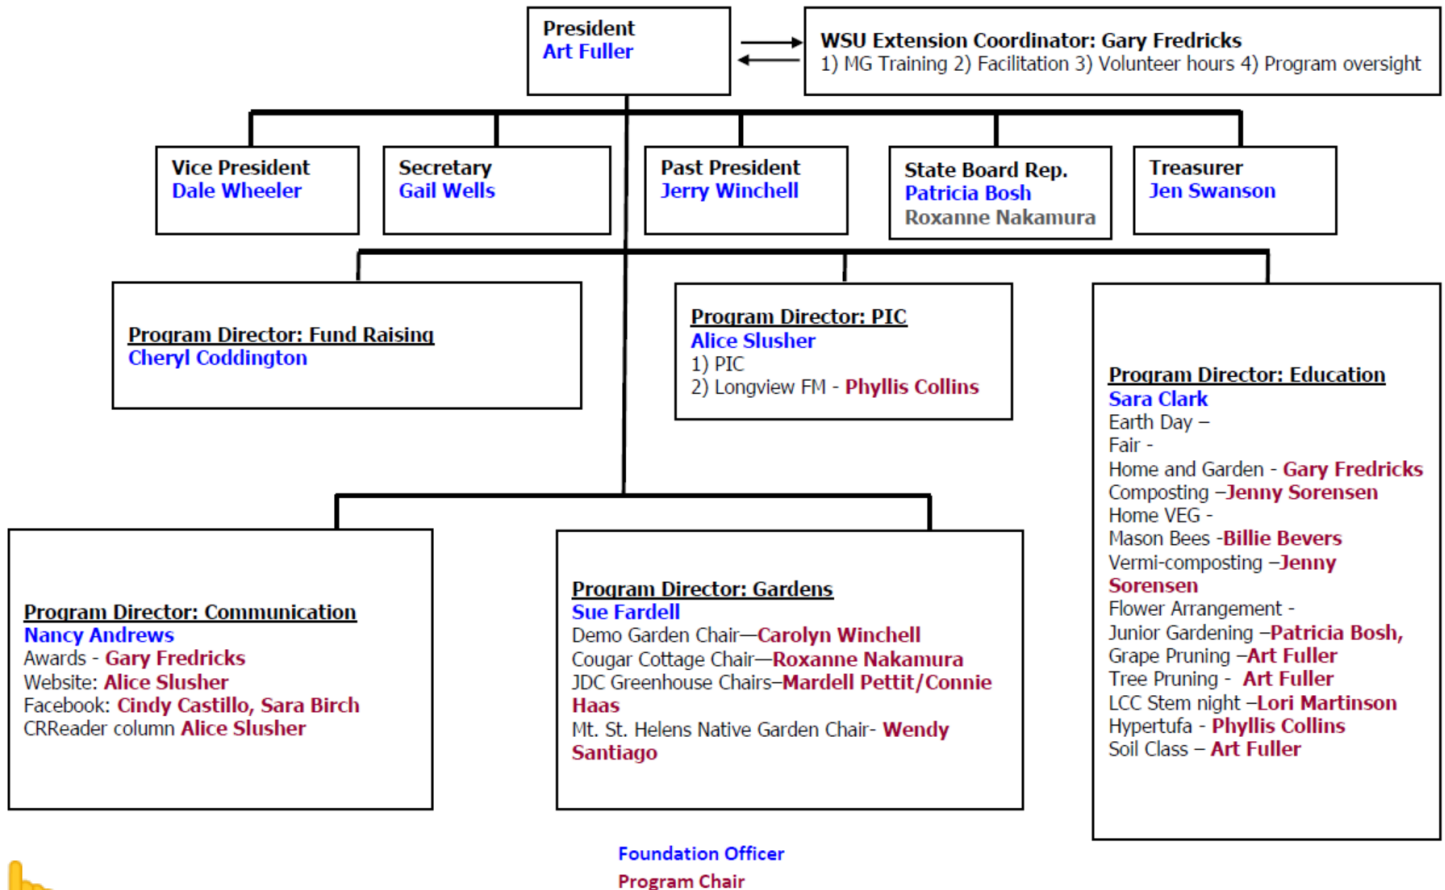 President
Art Fuller
WSU Extension Coordinator: Gary Fredricks
1) MG Training 2) Facilitation 3) Volunteer hours 4) Program oversight
Vice President
Dale Wheeler
Secretary
Gail Wells
Past President
Jerry Winchell
State Board Rep.
Patricia Bosh
Roxanne Nakamura
Treasurer
Jen Swanson
Program Director: Fund Raising
Cheryl Coddington
Program Director: PIC
Alice Slusher
1) PIC
2) Longview FM - Phyllis Collins
Program Director: Education
Sara Clark
Earth Day –
Fair -
Home and Garden - Gary Fredricks
Composting –Jenny Sorensen
Home VEG -
Mason Bees -Billie Bevers
Vermi-composting –Jenny
Sorensen
Flower Arrangement -
Junior Gardening –Patricia Bosh,
Grape Pruning –Art Fuller
Tree Pruning - Art Fuller
LCC Stem night –Lori Martinson
Hypertufa - Phyllis Collins
Soil Class – Art Fuller
Program Director: Communication
Nancy Andrews
Awards - Gary Fredricks
Website: Alice Slusher
Facebook: Cindy Castillo, Sara Birch
CRReader column Alice Slusher
Program Director: Gardens
Sue Fardell
Demo Garden Chair—Carolyn Winchell
Cougar Cottage Chair—Roxanne Nakamura
JDC Greenhouse Chairs–Mardell Pettit/Connie
Haas
Mt. St. Helens Native Garden Chair- Wendy
Santiago
Foundation Officer
Program Chair